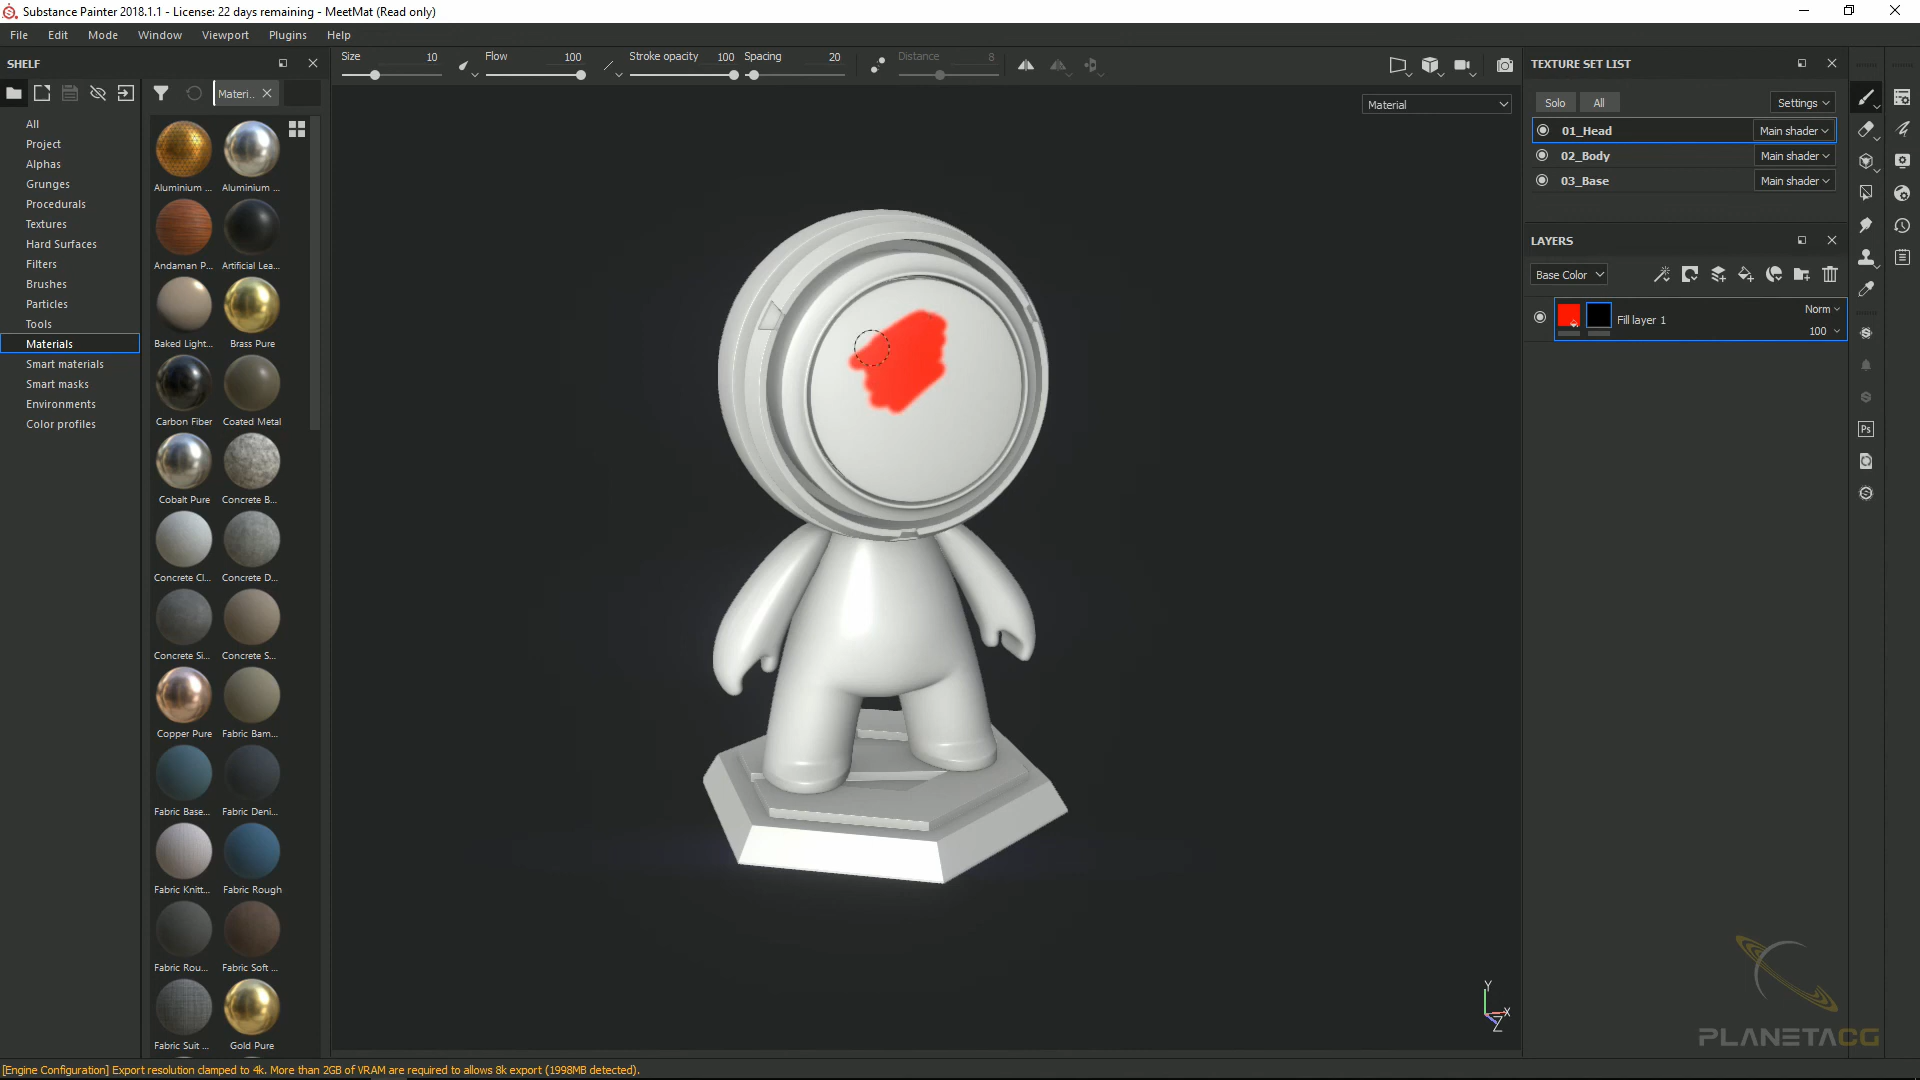 Substance Painter 2018.1.1 - License: 22 days remaining - MeetMat (Read only)
File Edit Mode Window Viewport Plugins Help
SHELF
Size 10 Flow 100 Stroke opacity 100 Spacing 20 Distance 8
Materi..
All
Project
Alphas
Grunges
Procedurals
Textures
Hard Surfaces
Filters
Brushes
Particles
Tools
Materials
Smart materials
Smart masks
Environments
Color profiles
Aluminium ... Aluminium ...
Andaman P... Artificial Lea...
Baked Light... Brass Pure
Carbon Fiber Coated Metal
Cobalt Pure Concrete B...
Concrete Cl... Concrete D...
Concrete Si... Concrete S...
Copper Pure Fabric Bam...
Fabric Base... Fabric Deni...
Fabric Knitt... Fabric Rough
Fabric Rou... Fabric Soft ...
Fabric Suit ... Gold Pure
Material
Y
X
Z
TEXTURE SET LIST
Solo All Settings
01_Head Main shader
02_Body Main shader
03_Base Main shader
LAYERS
Base Color
Fill layer 1 Norm
100
Ps
PLANETACG
[Engine Configuration] Export resolution clamped to 4k. More than 2GB of VRAM are required to allows 8k export (1998MB detected).